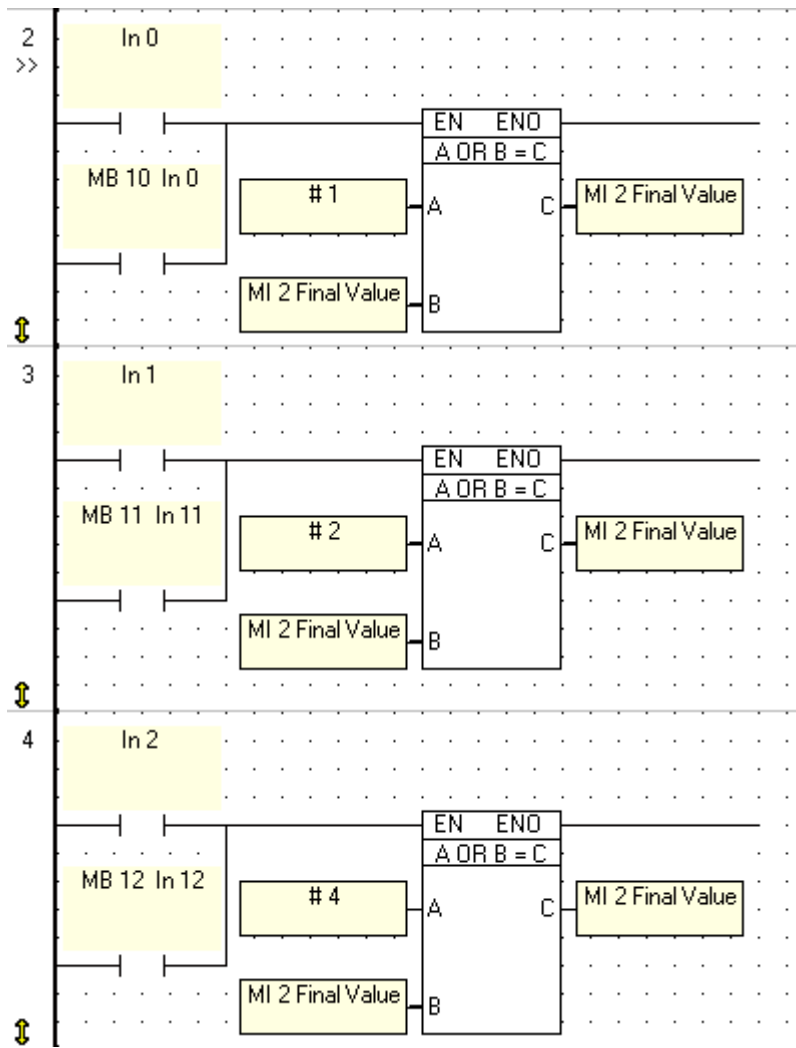 2 In 0
>>
EN ENO
A OR B = C
MB 10 In 0
# 1 A C MI 2 Final Value
MI 2 Final Value B
3 In 1
EN ENO
A OR B = C
MB 11 In 11
# 2 A C MI 2 Final Value
MI 2 Final Value B
4 In 2
EN ENO
A OR B = C
MB 12 In 12
# 4 A C MI 2 Final Value
MI 2 Final Value B